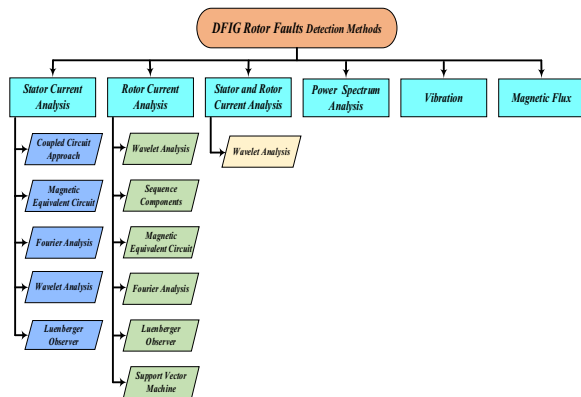 DFIG Rotor Faults Detection Methods
Stator Current
Analysis
Rotor Current
Analysis
Stator and Rotor
Current Analysis
Power Spectrum
Analysis
Vibration
Magnetic Flux
Coupled Circuit
Approach
Magnetic
Equivalent Circuit
Fourier Analysis
Wavelet Analysis
Luenberger
Observer
Wavelet Analysis
Sequence
Components
Magnetic
Equivalent Circuit
Fourier Analysis
Luenberger
Observer
Support Vector
Machine
Wavelet Analysis